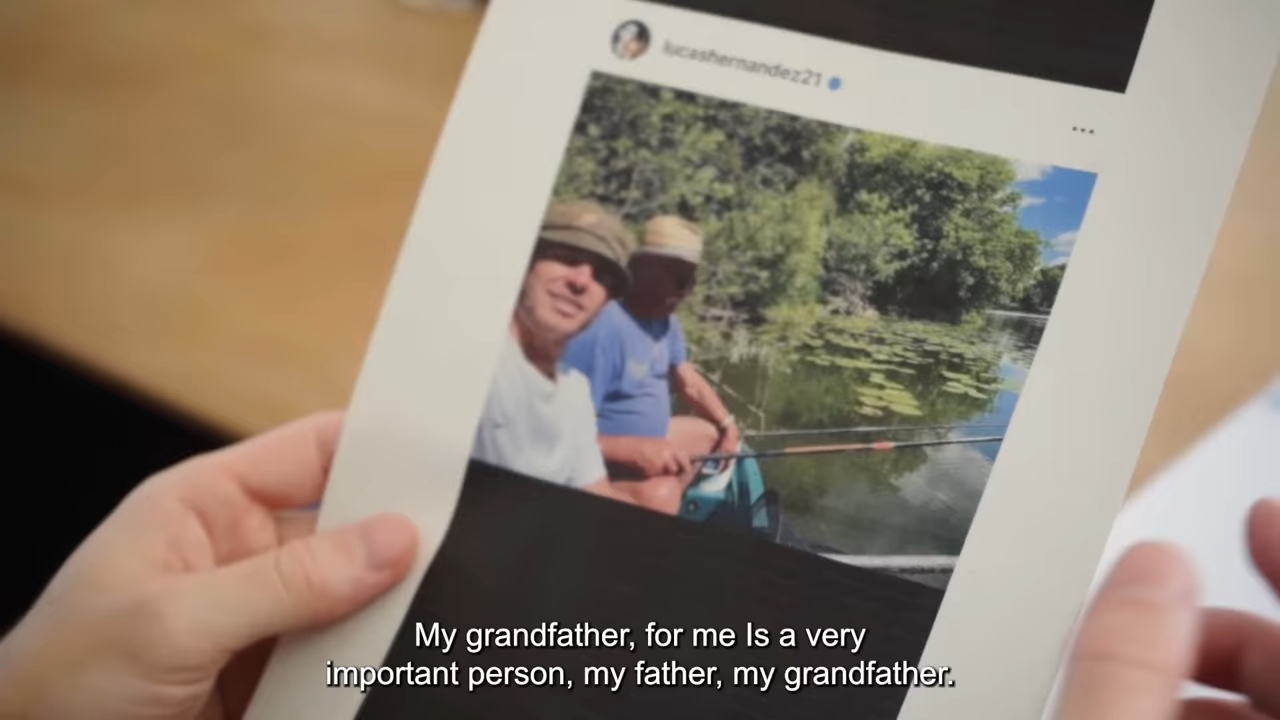 lucashernandez21
My grandfather, for me Is a very
important person, my father, my grandfather.